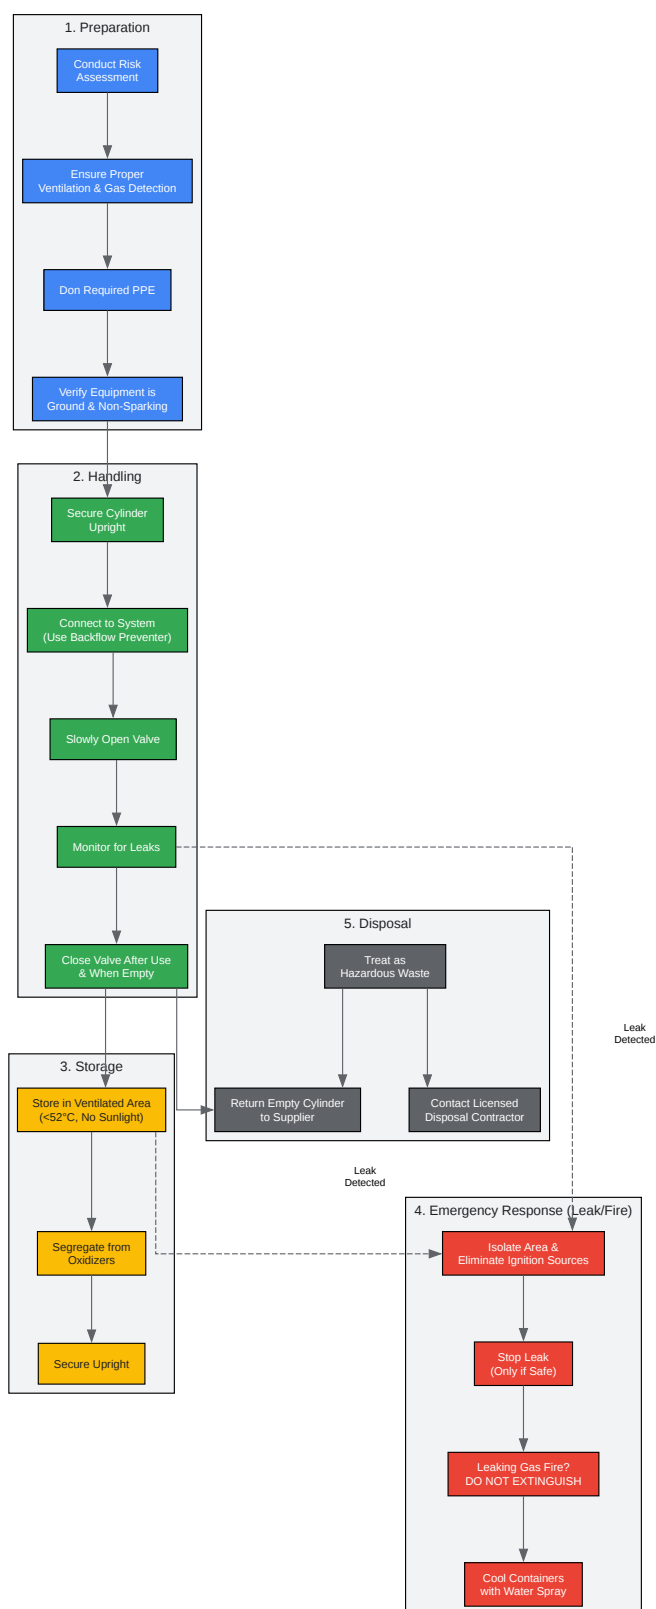 1. Preparation
Conduct Risk
Assessment
Ensure Proper
Ventilation & Gas Detection
Don Required PPE
Verify Equipment is
Ground & Non-Sparking
2. Handling
Secure Cylinder
Upright
Connect to System
(Use Backflow Preventer)
Slowly Open Valve
Monitor for Leaks
Close Valve After Use
& When Empty
5. Disposal
Treat as
Hazardous Waste
Return Empty Cylinder
to Supplier
Contact Licensed
Disposal Contractor
Leak
Detected
3. Storage
Store in Ventilated Area
(<52°C, No Sunlight)
Segregate from
Oxidizers
Secure Upright
Leak
Detected
4. Emergency Response (Leak/Fire)
Isolate Area &
Eliminate Ignition Sources
Stop Leak
(Only if Safe)
Leaking Gas Fire?
DO NOT EXTINGUISH
Cool Containers
with Water Spray